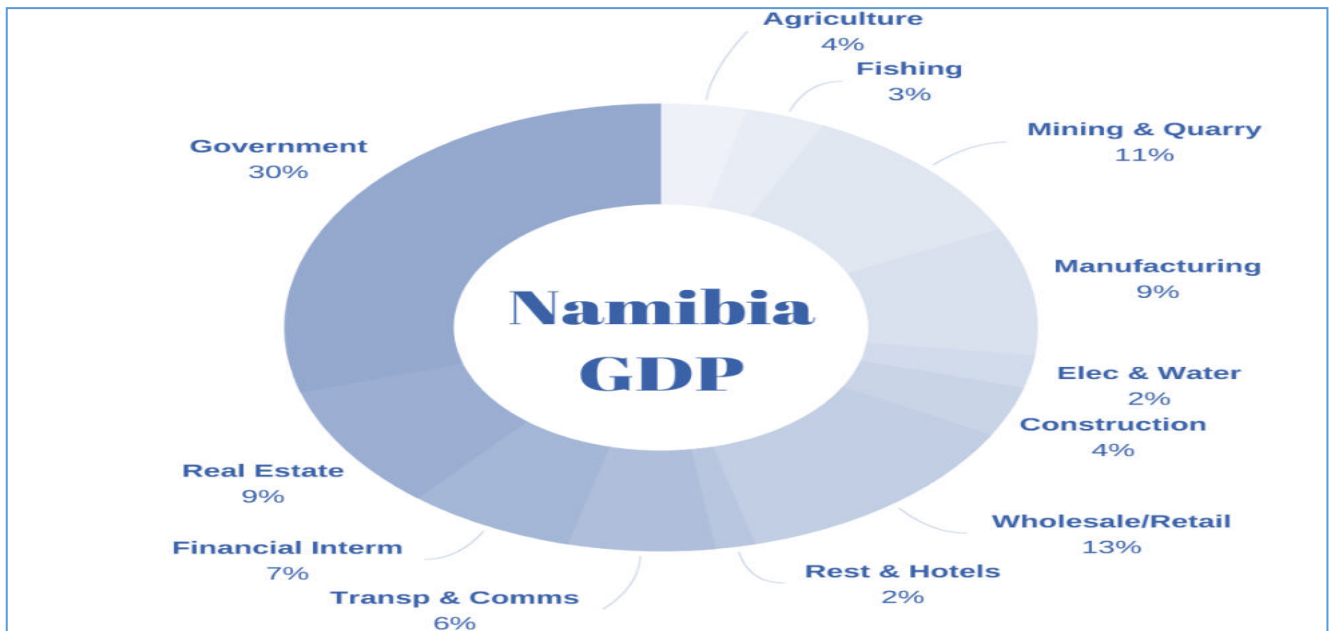 Agriculture
4%
Fishing
3%
Mining & Quarry
11%
Manufacturing
9%
Elec & Water
2%
Construction
4%
Wholesale/Retail
13%
Rest & Hotels
2%
Transp & Comms
6%
Financial Interm
7%
Real Estate
9%
Government
30%
Namibia
GDP